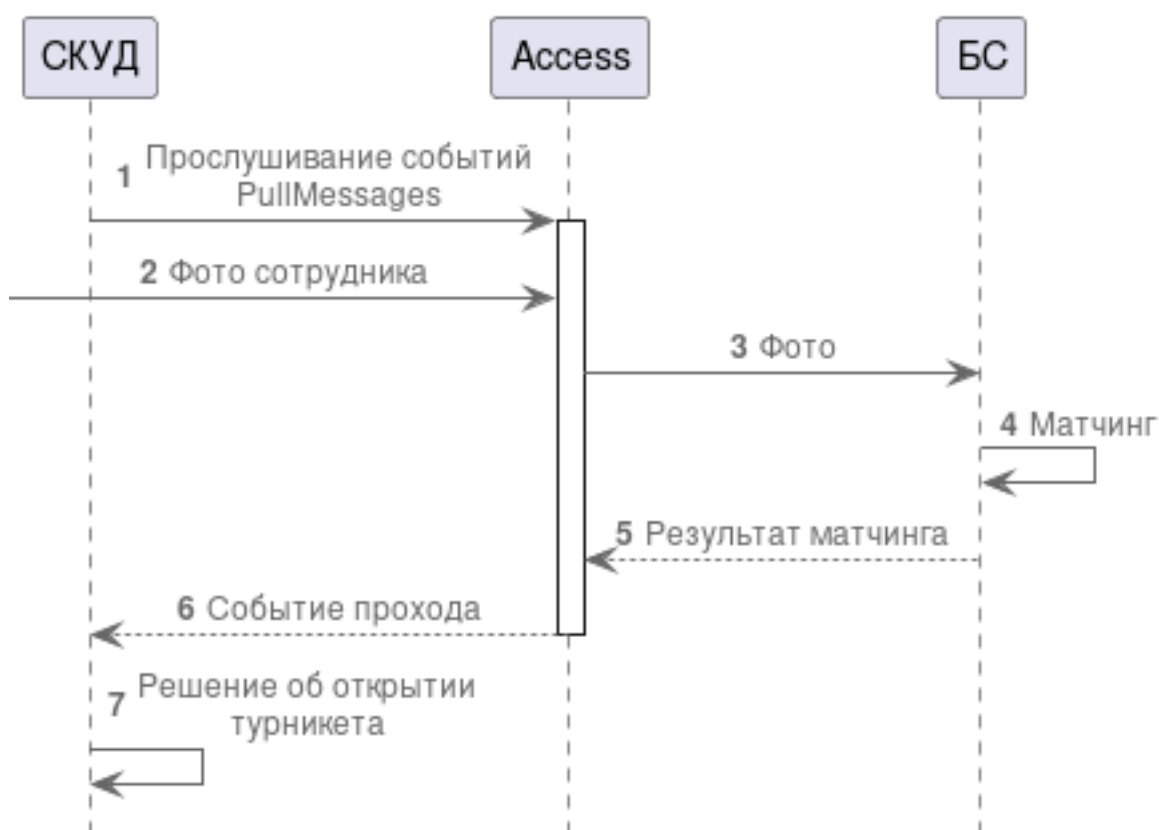 СКУД
Access
БС
1 Прослушивание событий
PullMessages
2 Фото сотрудника
3 Фото
4 Матчинг
5 Результат матчинга
6 Событие прохода
7 Решение об открытии
турникета